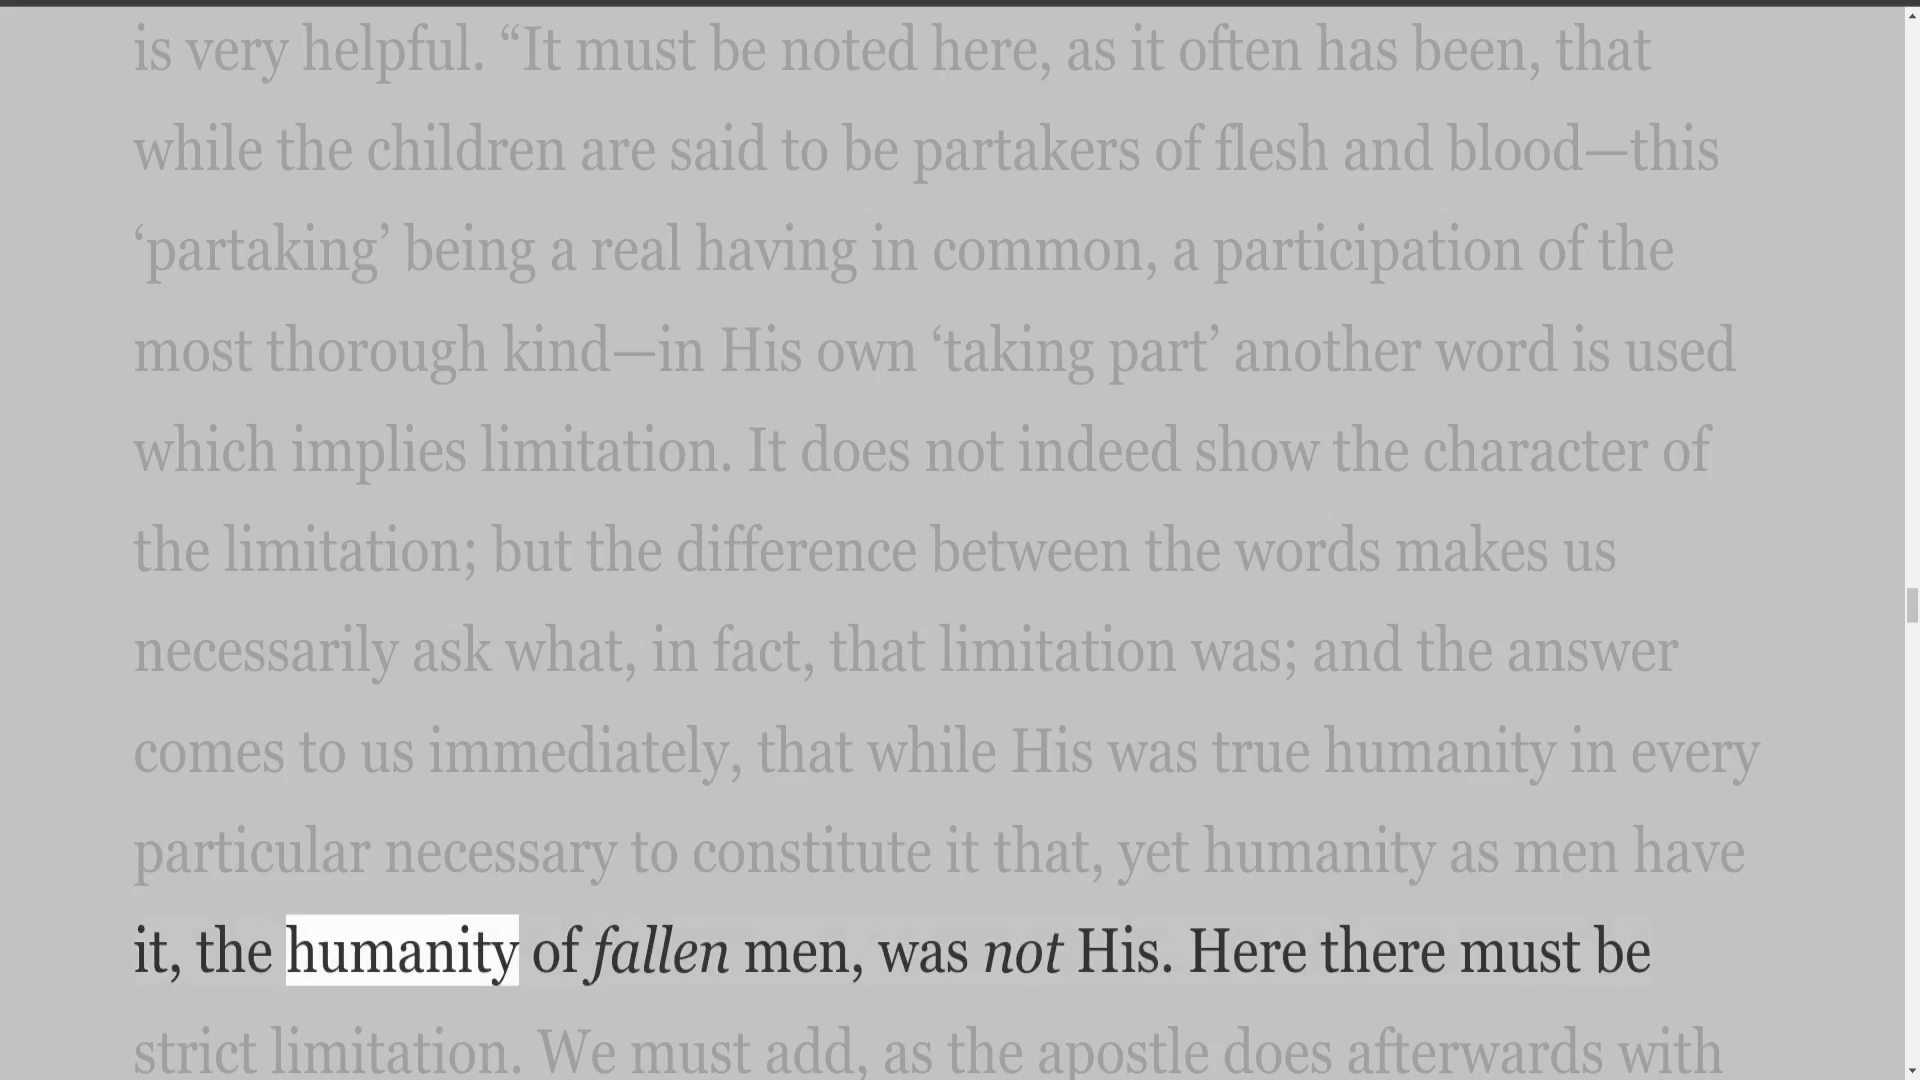 is very helpful. “It must be noted here, as it often has been, that
while the children are said to be partakers of flesh and blood—this
‘partaking’ being a real having in common, a participation of the
most thorough kind—in His own ‘taking part’ another word is used
which implies limitation. It does not indeed show the character of
the limitation; but the difference between the words makes us
necessarily ask what, in fact, that limitation was; and the answer
comes to us immediately, that while His was true humanity in every
particular necessary to constitute it that, yet humanity as men have
it, the humanity of fallen men, was not His. Here there must be
strict limitation. We must add, as the apostle does afterwards with